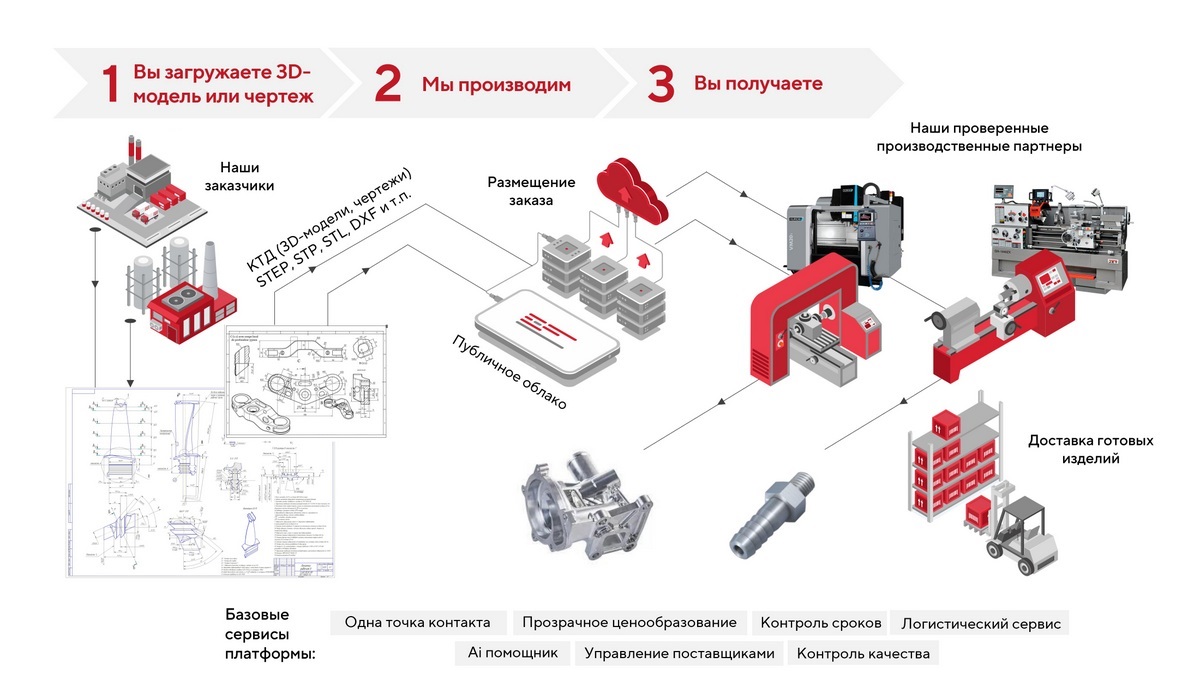 1
Вы загружаете 3D-
модель или чертеж
2
Мы производим
3
Вы получаете
Наши
заказчики
КТД (3D-модели, чертежи)
STEP, STP, STL, DXF и т.п.
Размещение
заказа
Публичное облако
Наши проверенные
производственные партнеры
Доставка готовых
изделий
Базовые
сервисы
платформы:
Одна точка контакта
Прозрачное ценообразование
Контроль сроков
Логистический сервис
Ai помощник
Управление поставщиками
Контроль качества